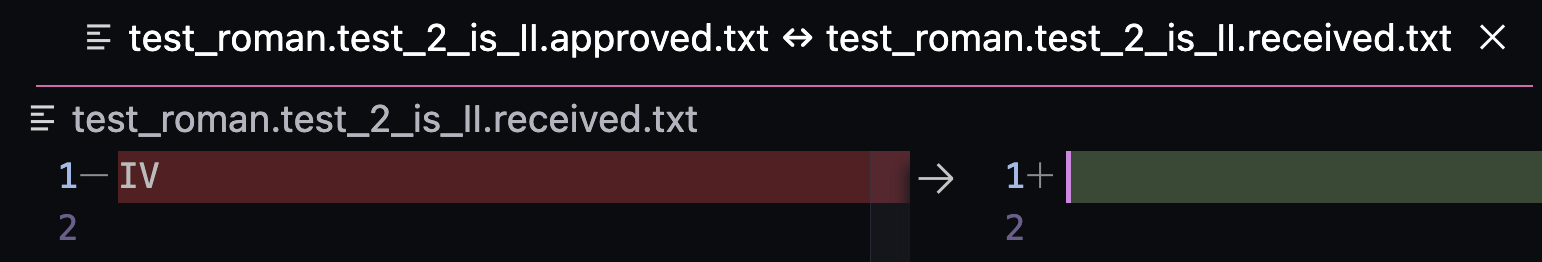 test_roman.test_2_is_II.approved.txt ↔ test_roman.test_2_is_II.received.txt ×
test_roman.test_2_is_II.received.txt
1— IV → 1+
2 2